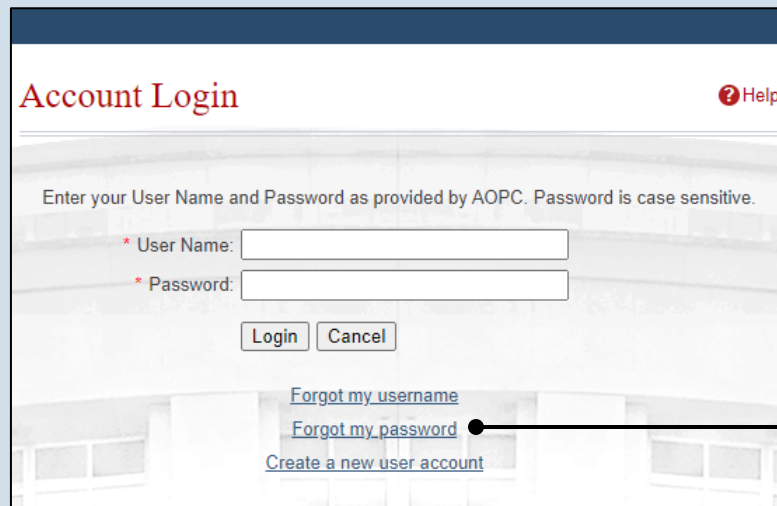 Account Login
Help
Enter your User Name and Password as provided by AOPC. Password is case sensitive.
* User Name:
* Password:
Login Cancel
Forgot my username
Forgot my password
Create a new user account